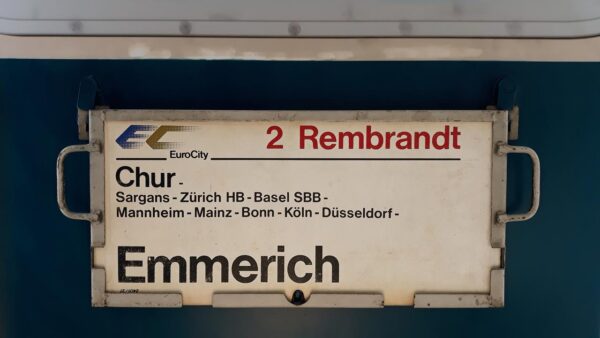 EC
EuroCity
2 Rembrandt
Chur -
Sargans - Zürich HB - Basel SBB -
Mannheim - Mainz - Bonn - Köln - Düsseldorf -
Emmerich